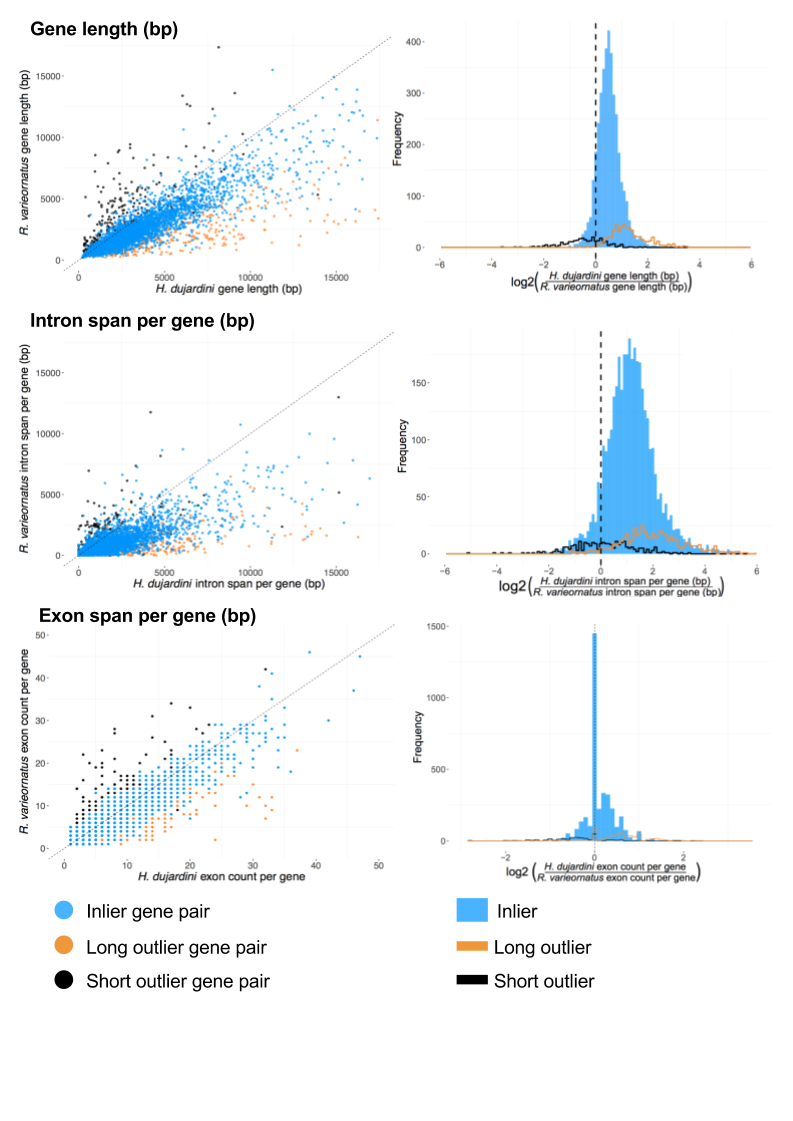 Gene length (bp)
R. varieornatus gene length (bp)
15000
10000
5000
0
0
5000
10000
15000
H. dujardini gene length (bp)
Frequency
400
300
200
100
0
−6
−4
−2
0
2
4
6
log2( H. dujardini gene length (bp)
R. varieornatus gene length (bp) )
Intron span per gene (bp)
R. varieornatus intron span per gene (bp)
15000
10000
5000
0
0
5000
10000
15000
H. dujardini intron span per gene (bp)
Frequency
150
100
50
0
−6
−4
−2
0
2
4
6
log2( H. dujardini intron span per gene (bp)
R. varieornatus intron span per gene (bp) )
Exon span per gene (bp)
R. varieornatus exon count per gene
50
40
30
20
10
0
0
10
20
30
40
50
H. dujardini exon count per gene
Frequency
1500
1000
500
0
−2
0
2
log2 ( H. dujardini exon count per gene
R. varieornatus exon count per gene )
Inlier gene pair
Long outlier gene pair
Short outlier gene pair
Inlier
Long outlier
Short outlier